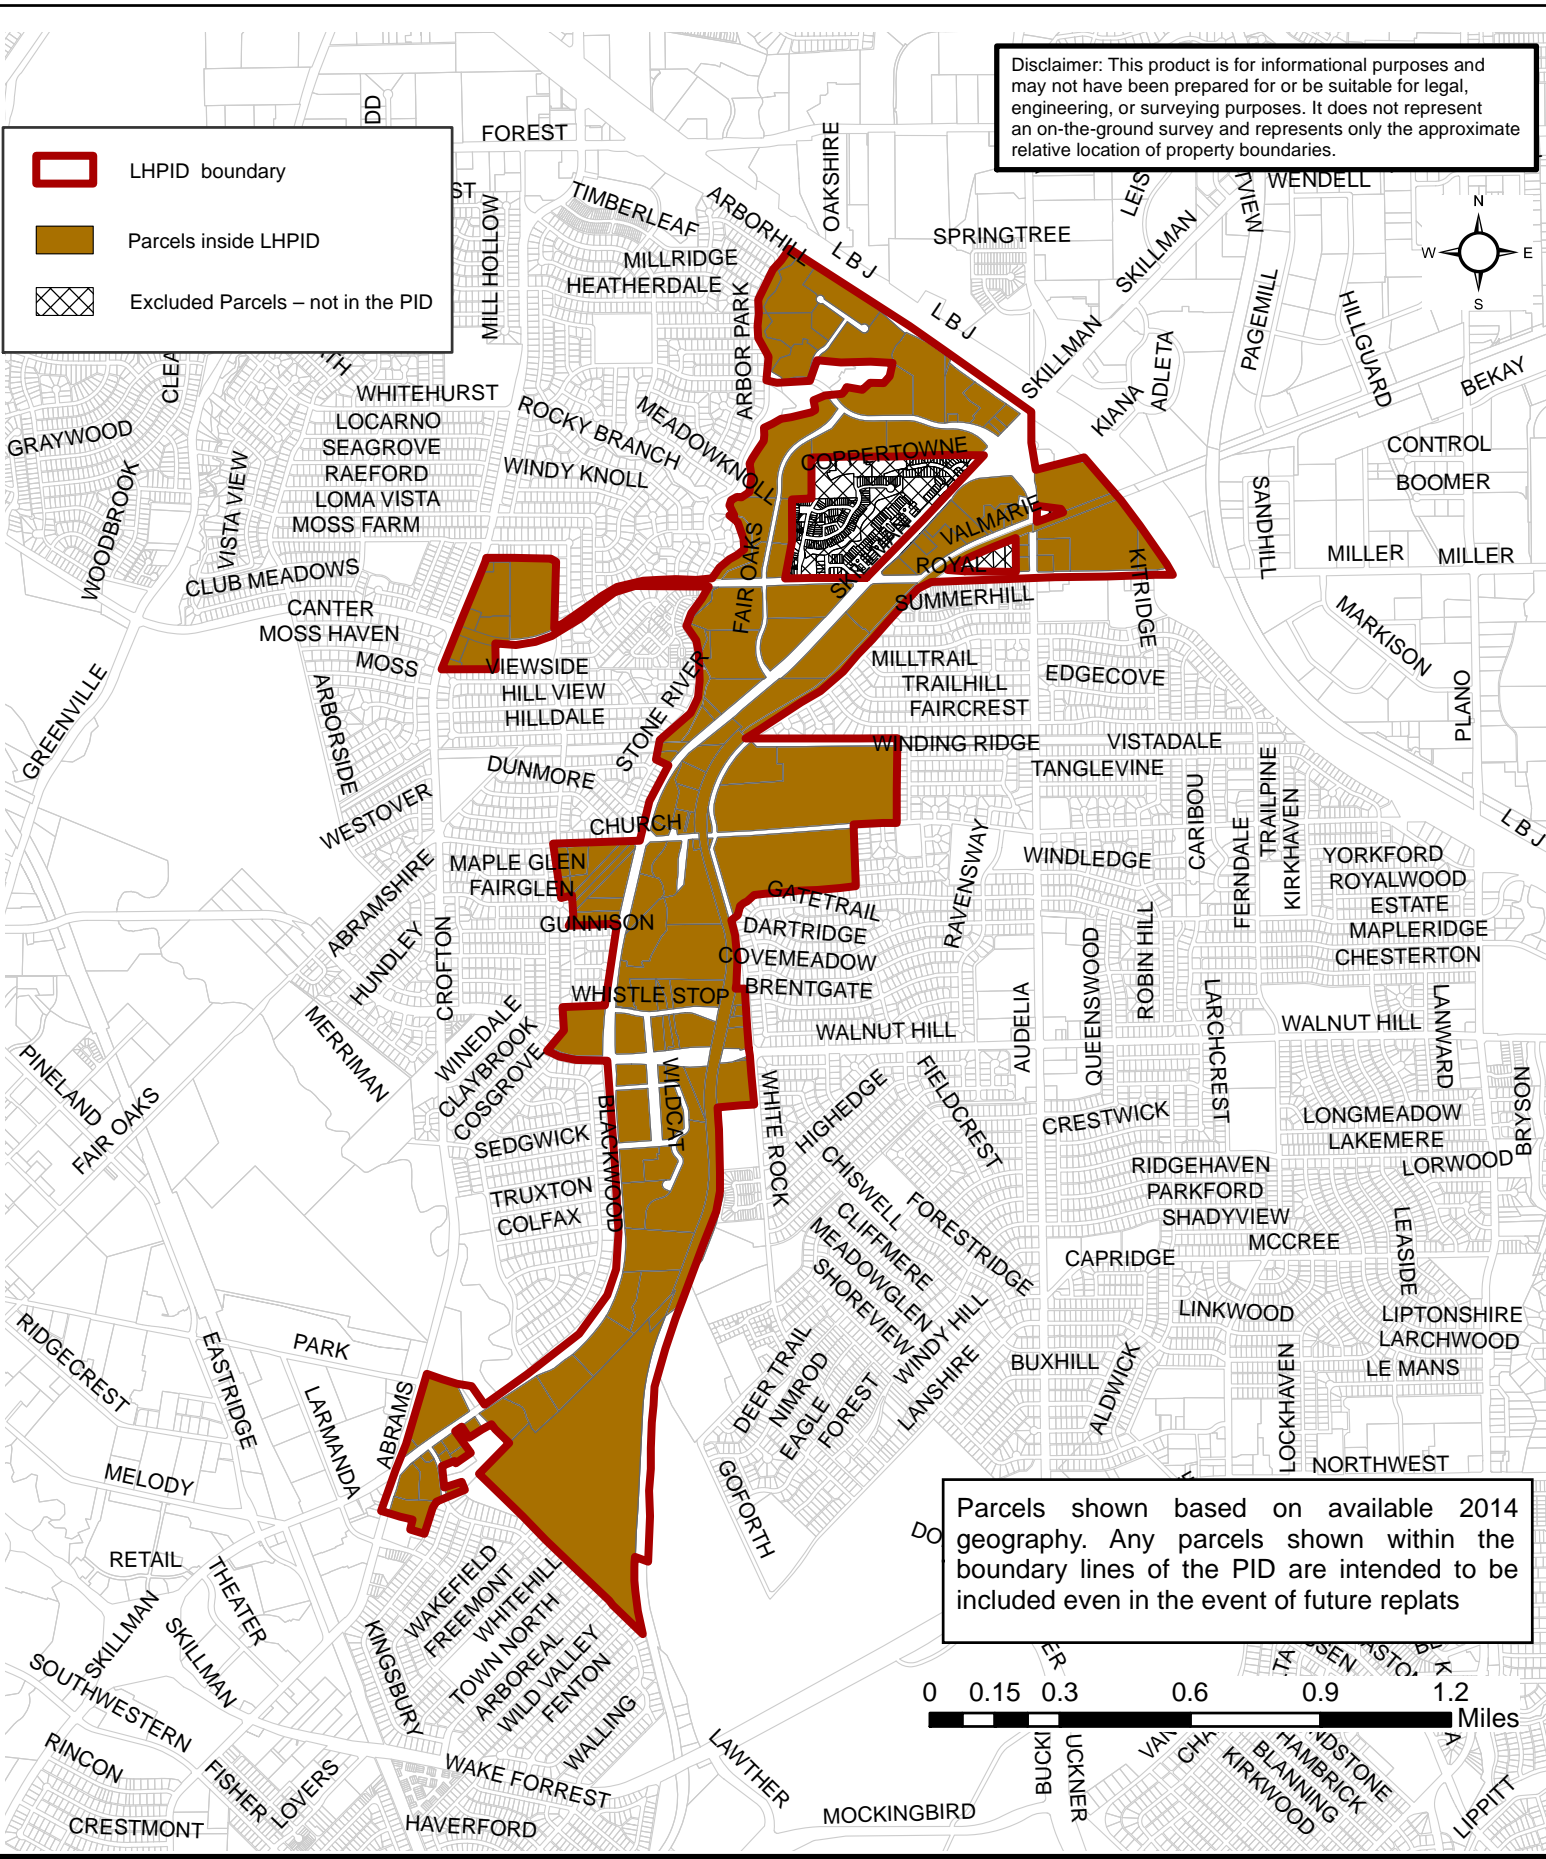 Disclaimer: This product is for informational purposes and
may not have been prepared for or be suitable for legal,
engineering, or surveying purposes. It does not represent
an on-the-ground survey and represents only the approximate
relative location of property boundaries.
LHPID boundary
Parcels inside LHPID
Excluded Parcels – not in the PID
N
W
E
S
FOREST
OAKSHIRE
TIMBERLEAF
ARBORHILL
MILL HOLLOW
MILLRIDGE
HEATHERDALE
ARBOR PARK
L B J
L B J
SPRINGTREE
SKILLMAN
WENDELL
SKILLMAN
KIANA
ADLETA
PAGEMILL
HILLGUARD
BEKAY
CONTROL
BOOMER
SANDHILL
MILLER
MILLER
MARKISON
PLANO
GRAYWOOD
WOODBROOK
WHITEHURST
LOCARNO
SEAGROVE
RAEFORD
LOMA VISTA
MOSS FARM
VISTA VIEW
ROCKY BRANCH
WINDY KNOLL
MEADOWKNOLL
COPPERTOWNE
VALMARIE
ROYAL
FAIR OAKS
SUMMERHILL
KITRIDGE
CLUB MEADOWS
CANTER
MOSS HAVEN
MOSS
ARBORSIDE
GREENVILLE
VIEWSIDE
HILL VIEW
HILLDALE
STONE RIVER
DUNMORE
WESTOVER
MILLTRAIL
TRAILHILL
FAIRCREST
EDGECOVE
WINDING RIDGE
VISTADALE
TANGLEVINE
CARIBOU
FERNDALE
TRAILPINE
KIRKHAVEN
L B J
CHURCH
MAPLE GLEN
FAIRGLEN
GUNNISON
ABRAMSHIRE
HUNDLEY
CROFTON
MERRIMAN
GATETRAIL
DARTRIDGE
COVEMEADOW
BRENTGATE
RAVENSWAY
WINDLEDGE
YORKFORD
ROYALWOOD
ESTATE
MAPLERIDGE
CHESTERTON
QUEENSWOOD
ROBIN HILL
LARCHCREST
LANWARD
AUDELIA
WHISTLE STOP
WALNUT HILL
WALNUT HILL
WINEDALE
CLAYBROOK
COSGROVE
SEDGWICK
TRUXTON
COLFAX
BLACKWOOD
WILDCAT
WHITE ROCK
HIGHEDGE
FIELDCREST
CRESTWICK
LONGMEADOW
LAKEMERE
LORWOOD
BRYSON
PINELAND
FAIR OAKS
RIDGEHAVEN
PARKFORD
SHADYVIEW
MCCREE
CAPRIDGE
LEASIDE
CHISWELL
CLIFFMERE
MEADOWGLEN
SHOREVIEW
FORESTRIDGE
WINDY HILL
LANSHIRE
DEER TRAIL
NIMROD
EAGLE
FOREST
GOFORTH
LINKWOOD
LIPTONSHIRE
LARCHWOOD
LE MANS
BUXHILL
ALDWICK
LOCKHAVEN
NORTHWEST
RIDGECREST
EASTRIDGE
PARK
LARMANDA
ABRAMS
MELODY
RETAIL
THEATER
SKILLMAN
SKILLMAN
SOUTHWESTERN
RINCON
CRESTMONT
FISHER
LOVERS
KINGSBURY
WAKEFIELD
FREEMONT
WHITEHILL
TOWN NORTH
ARBOREAL
WILD VALLEY
FENTON
WALLING
WAKE FORREST
HAVERFORD
LAWTHER
MOCKINGBIRD
Parcels shown based on available 2014
geography. Any parcels shown within the
boundary lines of the PID are intended to be
included even in the event of future replats
0 0.15 0.3 0.6 0.9 1.2
Miles
UCKNER
HAMBRICK
BLANNING
KIRKWOOD
LIPPITT